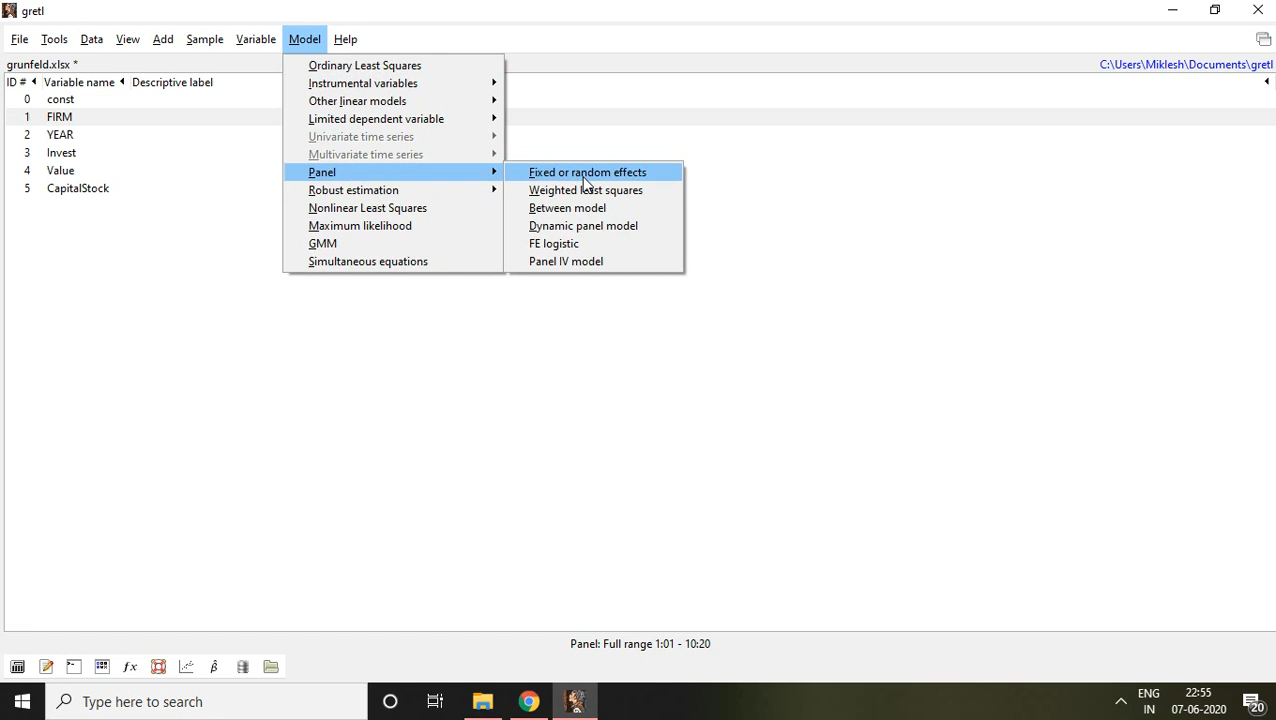 gretl
File Tools Data View Add Sample Variable Model Help
grunfeld.xlsx * C:\Users\Miklesh\Documents\gretl
ID # Variable name Descriptive label
0 const
1 FIRM
2 YEAR
3 Invest
4 Value
5 CapitalStock
Ordinary Least Squares
Instrumental variables
Other linear models
Limited dependent variable
Univariate time series
Multivariate time series
Panel
Robust estimation
Nonlinear Least Squares
Maximum likelihood
GMM
Simultaneous equations
Fixed or random effects
Weighted least squares
Between model
Dynamic panel model
FE logistic
Panel IV model
Panel: Full range 1:01 - 10:20
fx β̂
Type here to search
ENG 22:55
IN 07-06-2020 20